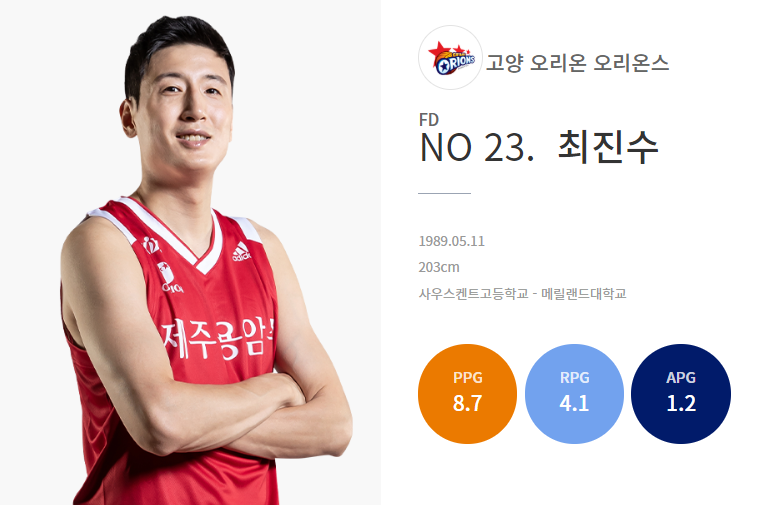 ORIONS
고양 오리온 오리온스
FD
NO 23. 최진수
1989.05.11
203cm
사우스켄트고등학교 - 메릴랜드대학교
adidas
제주용암
PPG
8.7
RPG
4.1
APG
1.2